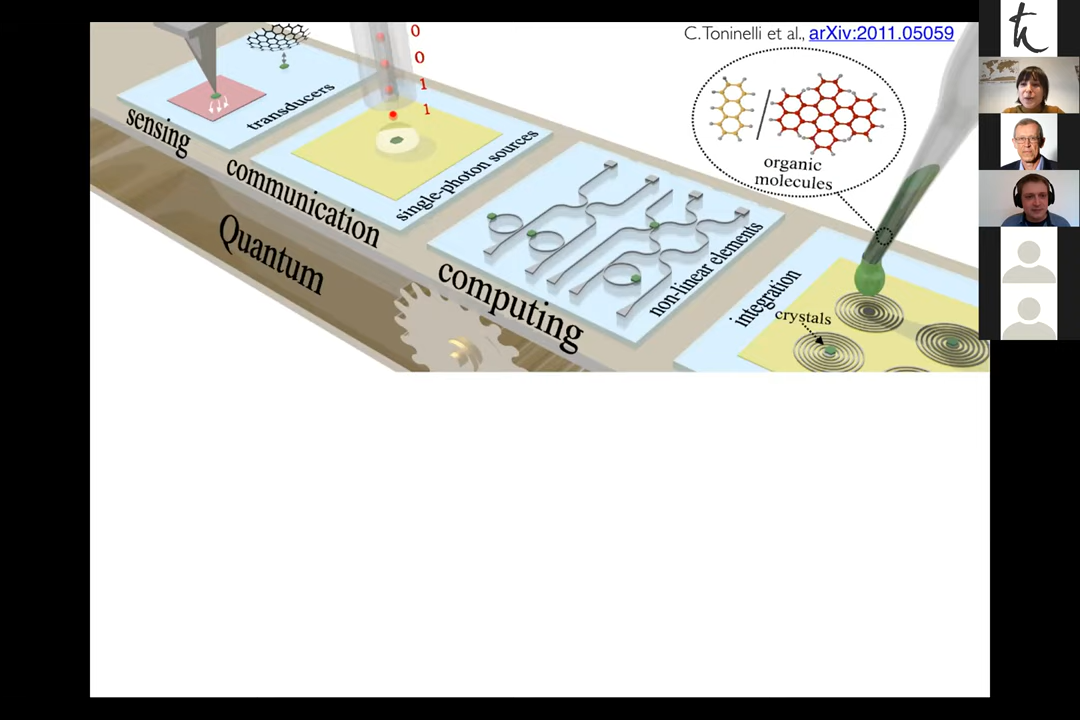 C.Toninelli et al., arXiv:2011.05059
0
0
1
1
sensing
transducers
communication
single-photon sources
Quantum
computing
non-linear elements
organic
molecules
integration
crystals